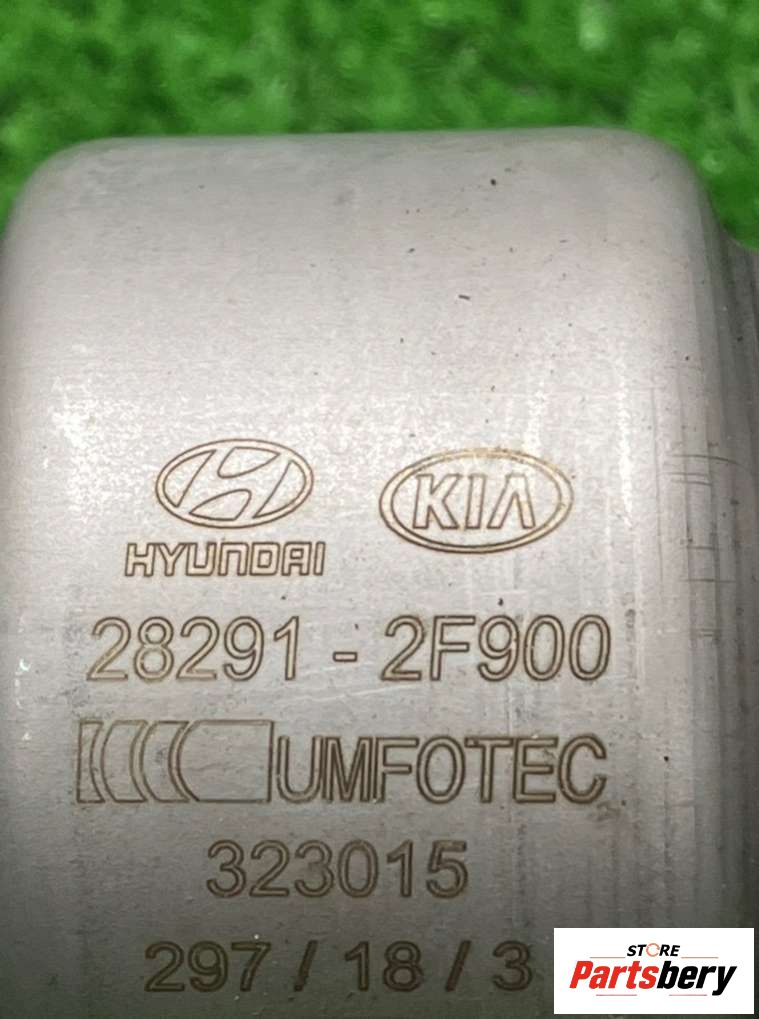 HYUNDAI KIA
28291 - 2F900
UMFOTEC
323015
297 / 18 / 3
STORE
Partsbery